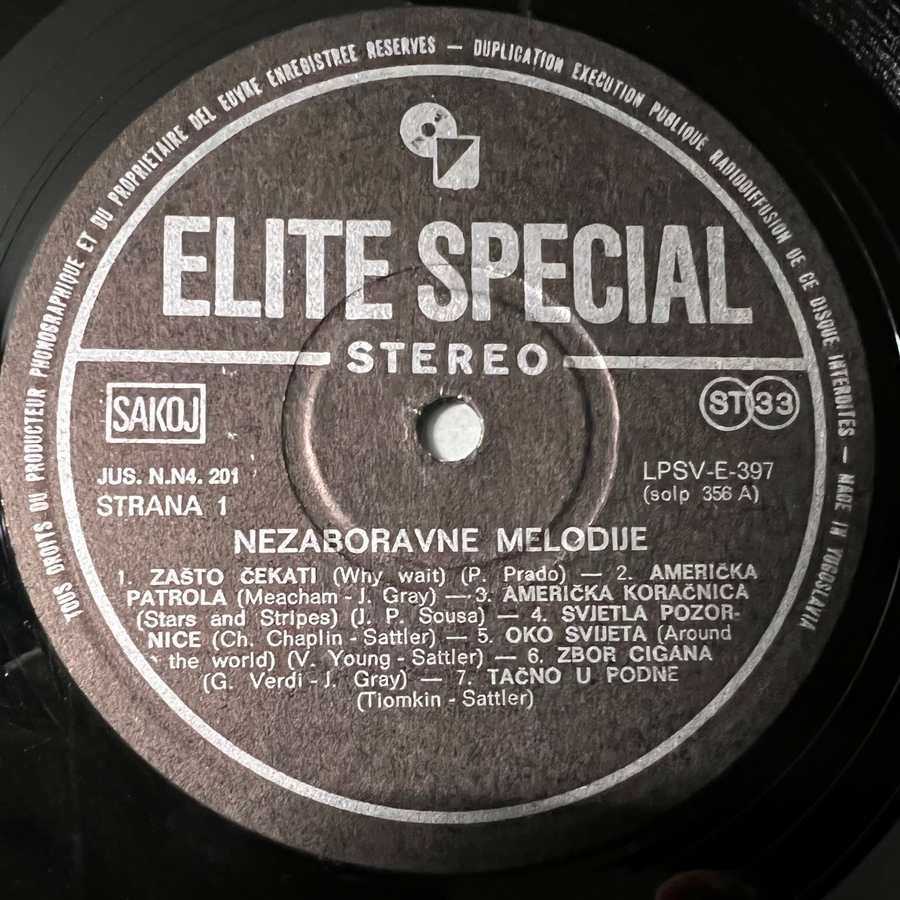 TOUS DROITS DU PRODUCTEUR PHONOGRAPHIQUE ET DU PROPRIETAIRE DEL EUVRE ENREGISTREE RESERVES — DUPLICATION EXECUTION PUBLIQUE RADIODIFFUSION DE CE DISQUE INTERDITES — MADE IN YUGOSLAVIA
ELITE SPECIAL
STEREO
SAKOJ
ST 33
JUS. N.N4. 201
LPSV-E-397
STRANA 1
(solp 356 A)
NEZABORAVNE MELODIJE
1. ZAŠTO ČEKATI (Why wait) (P. Prado) — 2. AMERIČKA
PATROLA (Meacham - J. Gray) — 3. AMERIČKA KORAČNICA
(Stars and Stripes) (J. P. Sousa) — 4. SVJETLA POZOR-
NICE (Ch. Chaplin - Sattler) — 5. OKO SVIJETA (Around
the world) (V. Young - Sattler) — 6. ZBOR CIGANA
(G. Verdi - J. Gray) — 7. TAČNO U PODNE
(Tiomkin - Sattler)